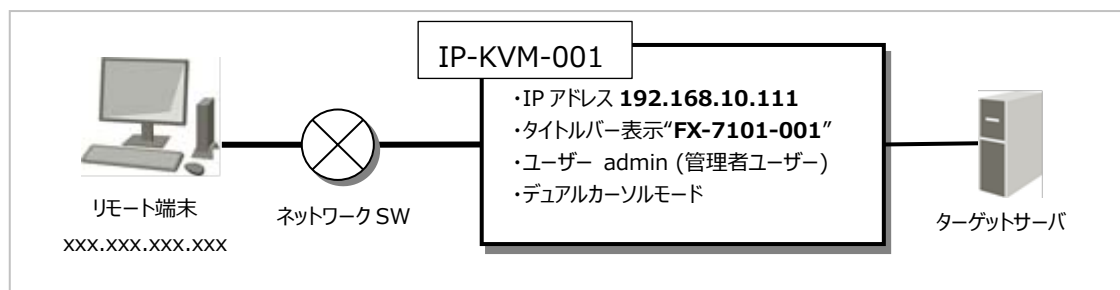 IP-KVM-001
・IP アドレス 192.168.10.111
・タイトルバー表示“FX-7101-001”
・ユーザー admin (管理者ユーザー)
・デュアルカーソルモード
リモート端末
xxx.xxx.xxx.xxx
ネットワーク SW
ターゲットサーバ